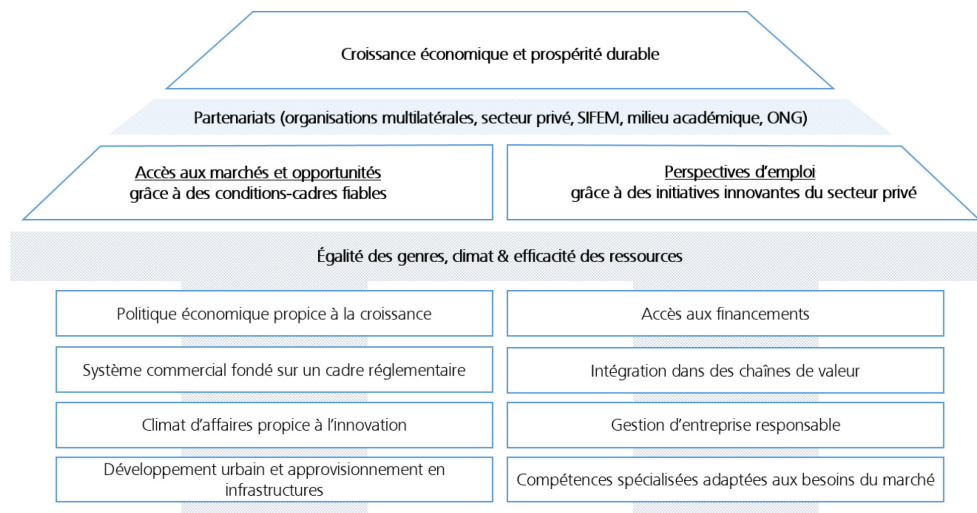 Croissance économique et prospérité durable
Partenariats (organisations multilatérales, secteur privé, SIFEM, milieu académique, ONG)
Accès aux marchés et opportunités
grâce à des conditions-cadres fiables
Perspectives d’emploi
grâce à des initiatives innovantes du secteur privé
Égalité des genres, climat & efficacité des ressources
Politique économique propice à la croissance
Accès aux financements
Système commercial fondé sur un cadre réglementaire
Intégration dans des chaînes de valeur
Climat d’affaires propice à l’innovation
Gestion d’entreprise responsable
Développement urbain et approvisionnement en
infrastructures
Compétences spécialisées adaptées aux besoins du marché